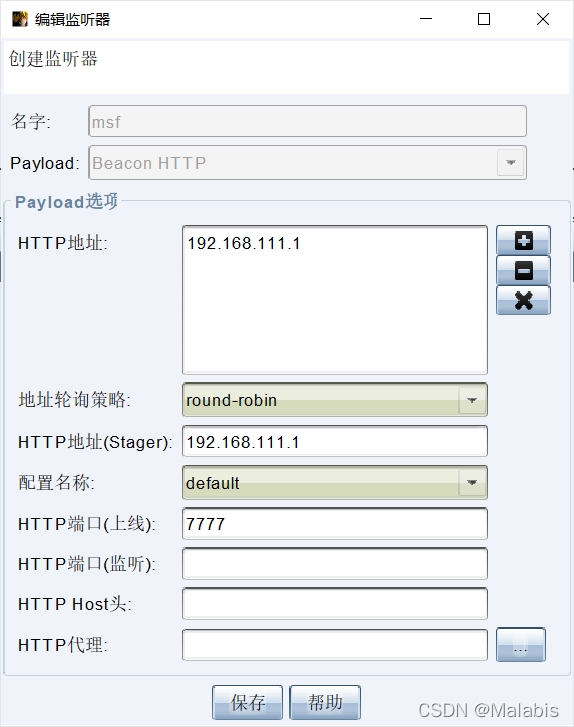 编辑监听器
创建监听器
名字: msf
Payload: Beacon HTTP
Payload选项
HTTP地址: 192.168.111.1
地址轮询策略: round-robin
HTTP地址(Stager): 192.168.111.1
配置名称: default
HTTP端口(上线): 7777
HTTP端口(监听):
HTTP Host头:
HTTP代理: ...
保存 帮助
CSDN @Malabis